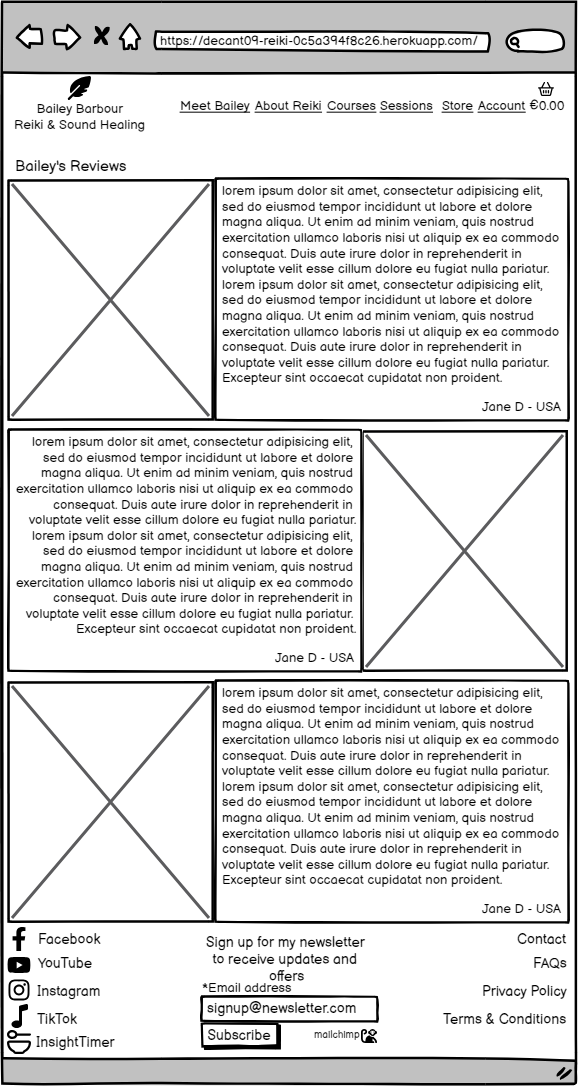 https://decant09-reiki-0c5a394f8c26.herokuapp.com/
Bailey Barbour
Reiki & Sound Healing
Meet Bailey About Reiki Courses Sessions Store Account €0.00
Bailey's Reviews
lorem ipsum dolor sit amet, consectetur adipisicing elit,
sed do eiusmod tempor incididunt ut labore et dolore
magna aliqua. Ut enim ad minim veniam, quis nostrud
exercitation ullamco laboris nisi ut aliquip ex ea commodo
consequat. Duis aute irure dolor in reprehenderit in
voluptate velit esse cillum dolore eu fugiat nulla pariatur.
lorem ipsum dolor sit amet, consectetur adipisicing elit,
sed do eiusmod tempor incididunt ut labore et dolore
magna aliqua. Ut enim ad minim veniam, quis nostrud
exercitation ullamco laboris nisi ut aliquip ex ea commodo
consequat. Duis aute irure dolor in reprehenderit in
voluptate velit esse cillum dolore eu fugiat nulla pariatur.
Excepteur sint occaecat cupidatat non proident.
Jane D - USA
lorem ipsum dolor sit amet, consectetur adipisicing elit,
sed do eiusmod tempor incididunt ut labore et dolore
magna aliqua. Ut enim ad minim veniam, quis nostrud
exercitation ullamco laboris nisi ut aliquip ex ea commodo
consequat. Duis aute irure dolor in reprehenderit in
voluptate velit esse cillum dolore eu fugiat nulla pariatur.
lorem ipsum dolor sit amet, consectetur adipisicing elit,
sed do eiusmod tempor incididunt ut labore et dolore
magna aliqua. Ut enim ad minim veniam, quis nostrud
exercitation ullamco laboris nisi ut aliquip ex ea commodo
consequat. Duis aute irure dolor in reprehenderit in
voluptate velit esse cillum dolore eu fugiat nulla pariatur.
Excepteur sint occaecat cupidatat non proident.
Jane D - USA
lorem ipsum dolor sit amet, consectetur adipisicing elit,
sed do eiusmod tempor incididunt ut labore et dolore
magna aliqua. Ut enim ad minim veniam, quis nostrud
exercitation ullamco laboris nisi ut aliquip ex ea commodo
consequat. Duis aute irure dolor in reprehenderit in
voluptate velit esse cillum dolore eu fugiat nulla pariatur.
lorem ipsum dolor sit amet, consectetur adipisicing elit,
sed do eiusmod tempor incididunt ut labore et dolore
magna aliqua. Ut enim ad minim veniam, quis nostrud
exercitation ullamco laboris nisi ut aliquip ex ea commodo
consequat. Duis aute irure dolor in reprehenderit in
voluptate velit esse cillum dolore eu fugiat nulla pariatur.
Excepteur sint occaecat cupidatat non proident.
Jane D - USA
Facebook
YouTube
Instagram
TikTok
InsightTimer
Sign up for my newsletter
to receive updates and
offers
*Email address
signup@newsletter.com
Subscribe
mailchimp
Contact
FAQs
Privacy Policy
Terms & Conditions